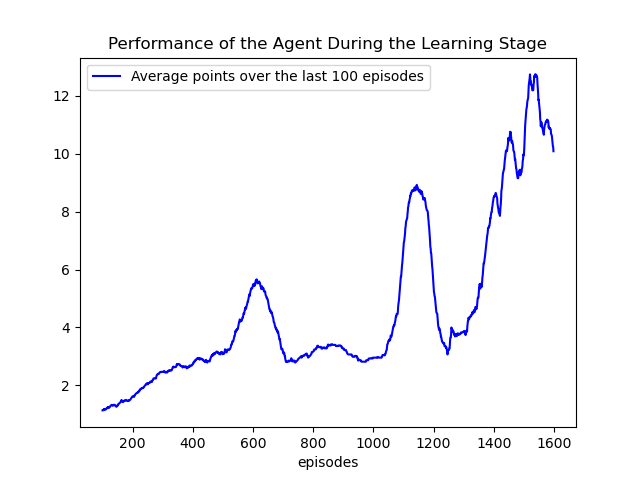 Performance of the Agent During the Learning Stage
Average points over the last 100 episodes
12
10
8
6
4
2
200 400 600 800 1000 1200 1400 1600
episodes